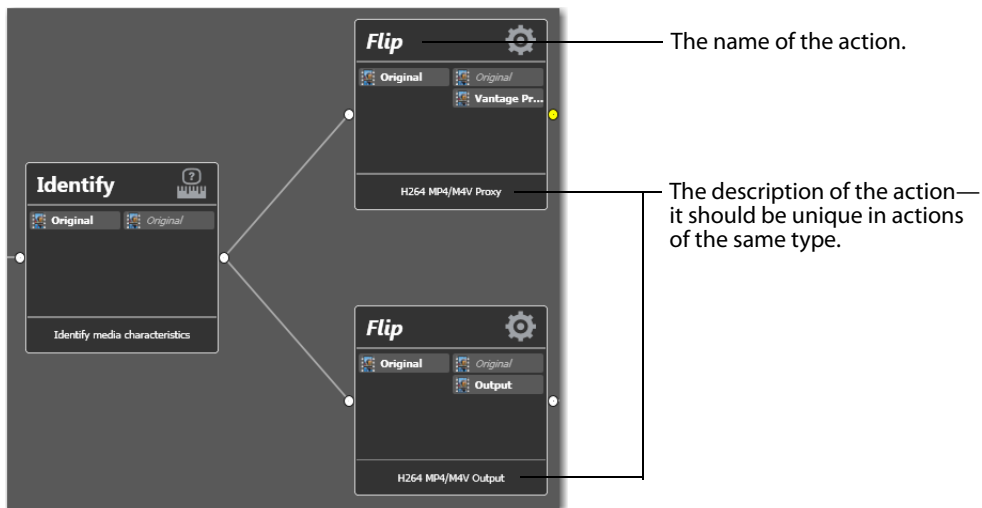 Flip
Original
Original
Vantage Pr...
H264 MP4/M4V Proxy
The name of the action.
Identify
Original
Original
Identify media characteristics
The description of the action—
it should be unique in actions
of the same type.
Flip
Original
Original
Output
H264 MP4/M4V Output